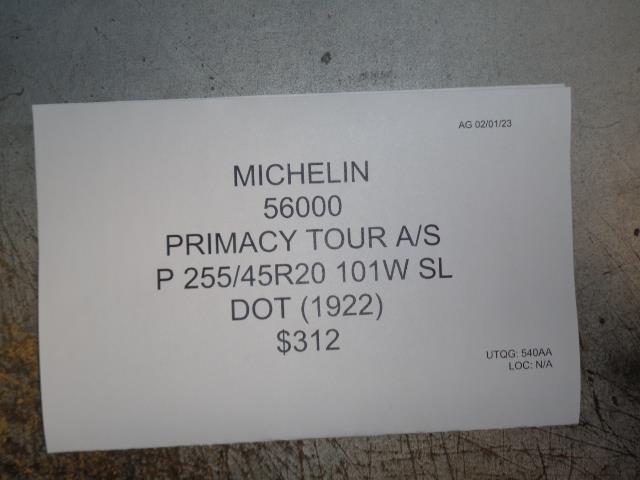 AG 02/01/23
MICHELIN
56000
PRIMACY TOUR A/S
P 255/45R20 101W SL
DOT (1922)
$312
UTQG: 540AA
LOC: N/A